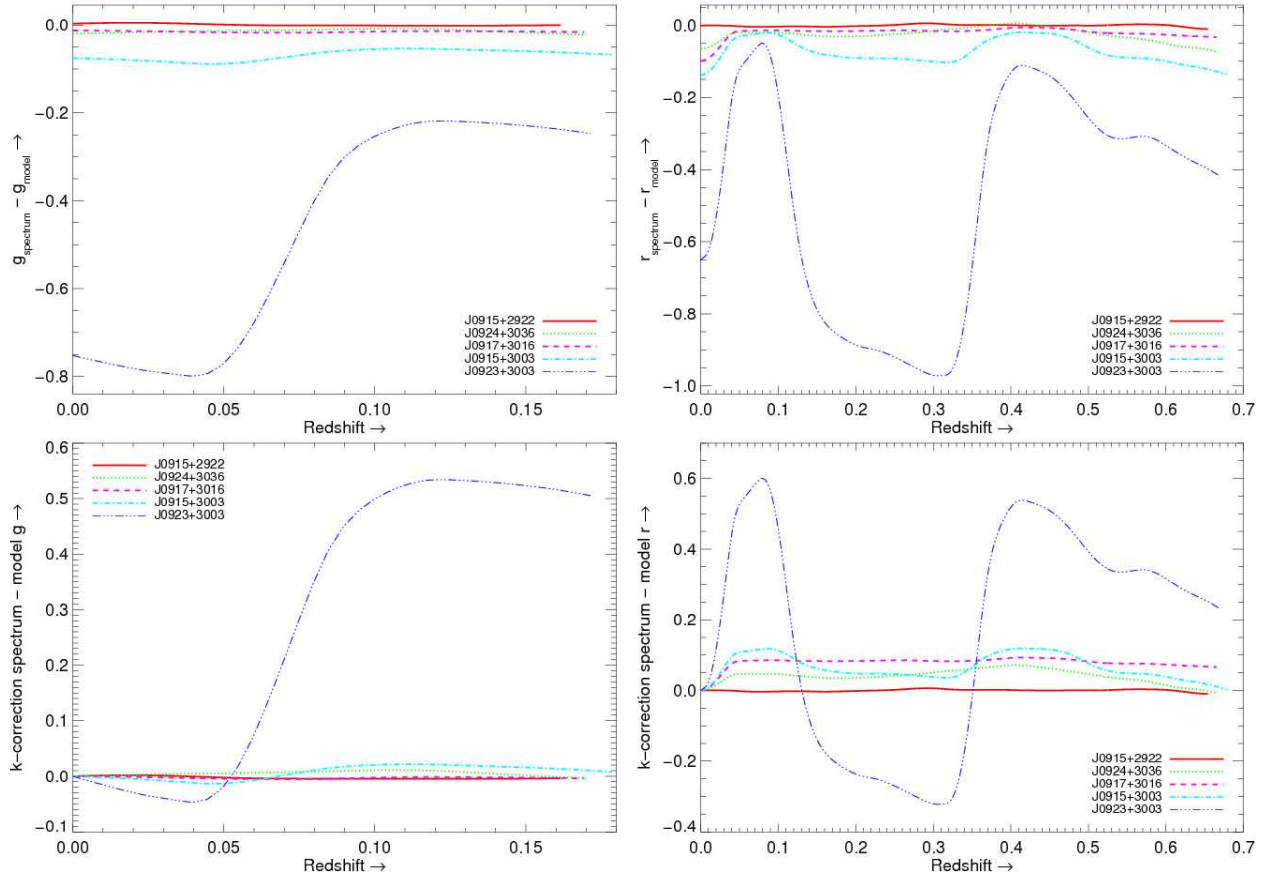 0.0
−0.2
−0.4
−0.6
−0.8
g_spectrum − g_model →
J0915+2922
J0924+3036
J0917+3016
J0915+3003
J0923+3003
0.00 0.05 0.10 0.15
Redshift →
0.0
−0.2
−0.4
−0.6
−0.8
−1.0
r_spectrum − r_model →
J0915+2922
J0924+3036
J0917+3016
J0915+3003
J0923+3003
0.0 0.1 0.2 0.3 0.4 0.5 0.6 0.7
Redshift →
0.6
0.5
0.4
0.3
0.2
0.1
0.0
−0.1
k−correction spectrum − model g →
J0915+2922
J0924+3036
J0917+3016
J0915+3003
J0923+3003
0.00 0.05 0.10 0.15
Redshift →
0.6
0.4
0.2
0.0
−0.2
−0.4
k−correction spectrum − model r →
J0915+2922
J0924+3036
J0917+3016
J0915+3003
J0923+3003
0.0 0.1 0.2 0.3 0.4 0.5 0.6 0.7
Redshift →